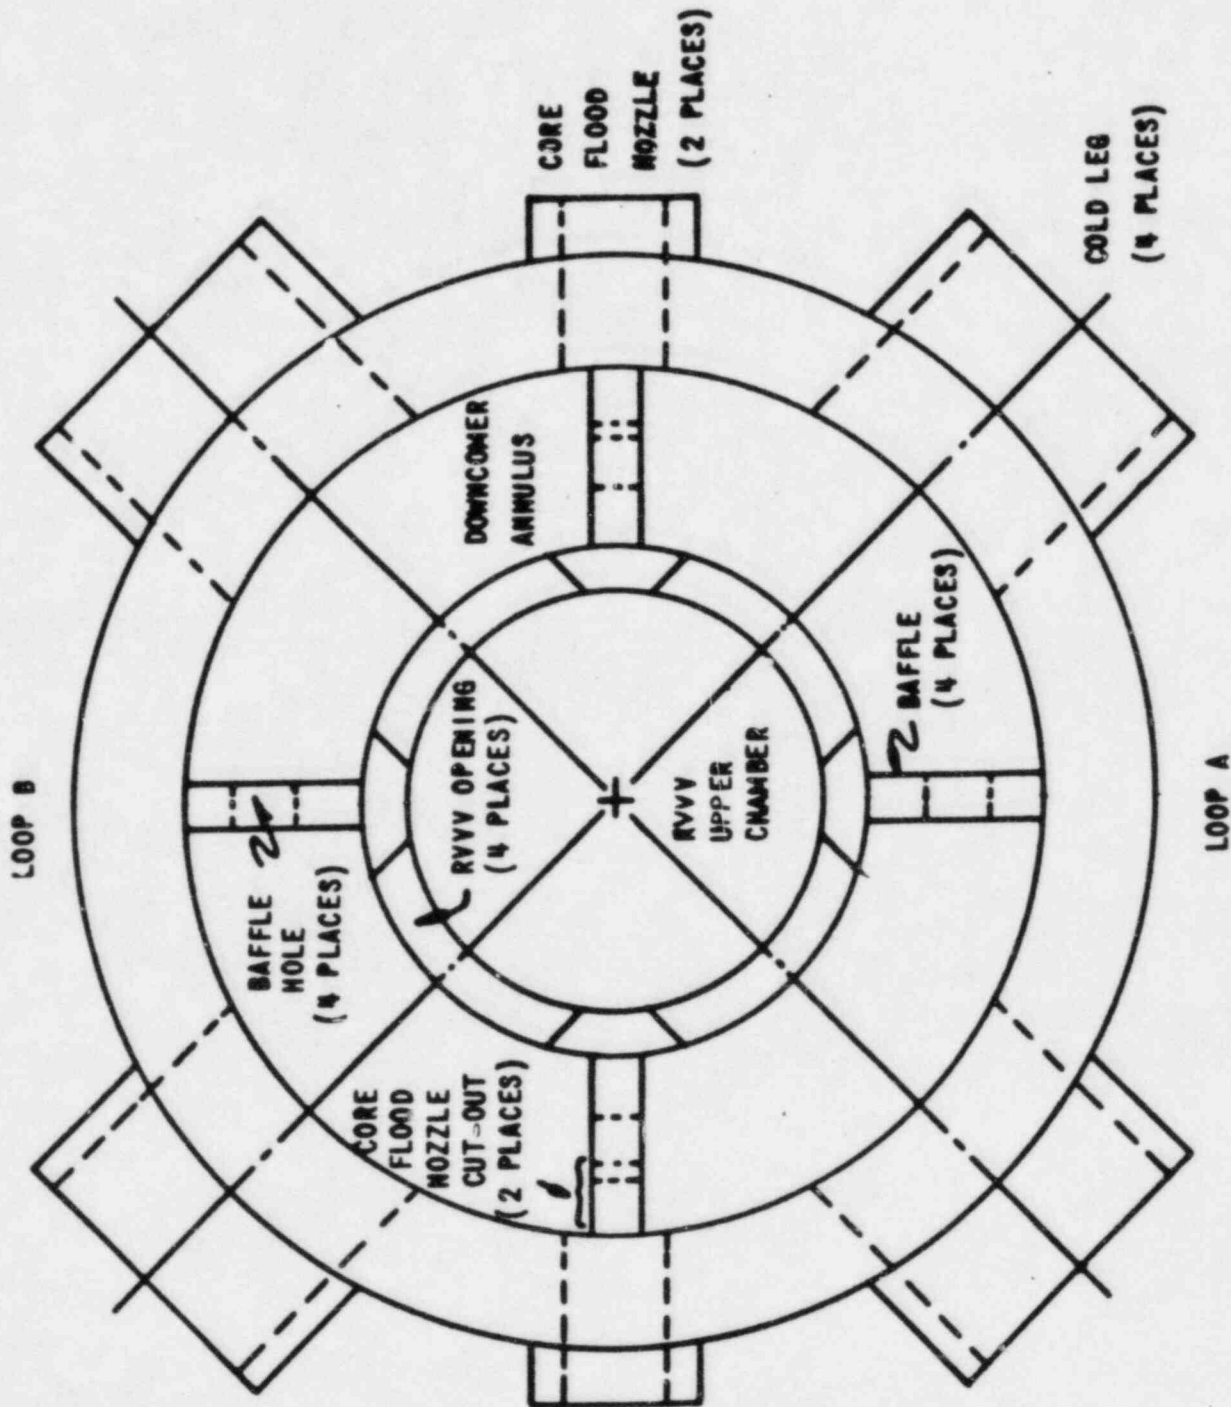 LOOP B
CORE
FLOOD
NOZZLE
(2 PLACES)
COLD LEG
(4 PLACES)
DOWNCOMER
ANNULUS
BAFFLE
HOLE
(4 PLACES)
RVVV OPENING
(4 PLACES)
RVVV
UPPER
CHAMBER
BAFFLE
(4 PLACES)
CORE
FLOOD
NOZZLE
CUT-OUT
(2 PLACES)
LOOP A